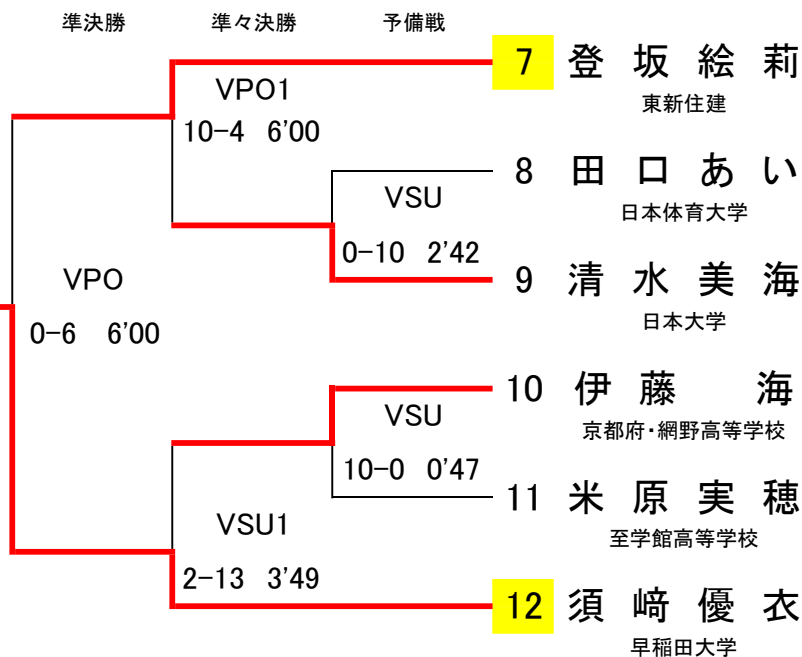 準決勝 準々決勝 予備戦
7 登坂絵莉
東新住建
VPO1
10-4 6'00
8 田口あい
日本体育大学
VSU
0-10 2'42
9 清水美海
日本大学
VPO
0-6 6'00
10 伊藤 海
京都府・網野高等学校
VSU
10-0 0'47
11 米原実穂
至学館高等学校
VSU1
2-13 3'49
12 須﨑優衣
早稲田大学